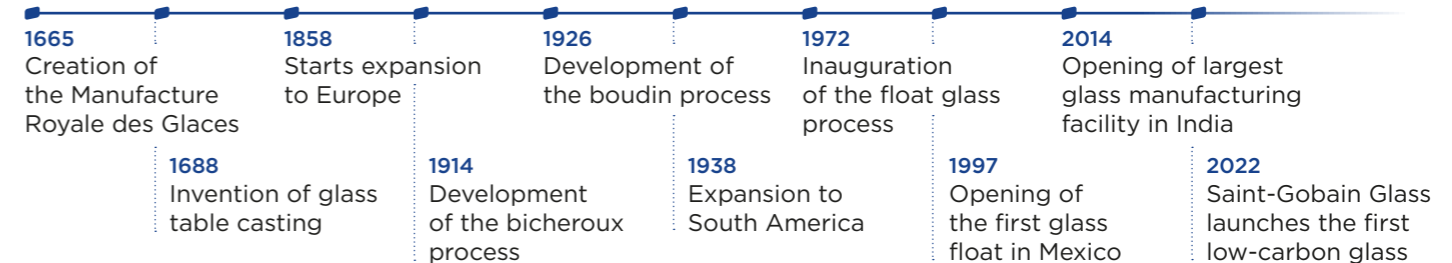 1665
Creation of
the Manufacture
Royale des Glaces
1688
Invention of glass
table casting
1858
Starts expansion
to Europe
1914
Development
of the bicheroux
process
1926
Development of
the boudin process
1938
Expansion to
South America
1972
Inauguration
of the float glass
process
1997
Opening of
the first glass
float in Mexico
2014
Opening of largest
glass manufacturing
facility in India
2022
Saint-Gobain Glass
launches the first
low-carbon glass